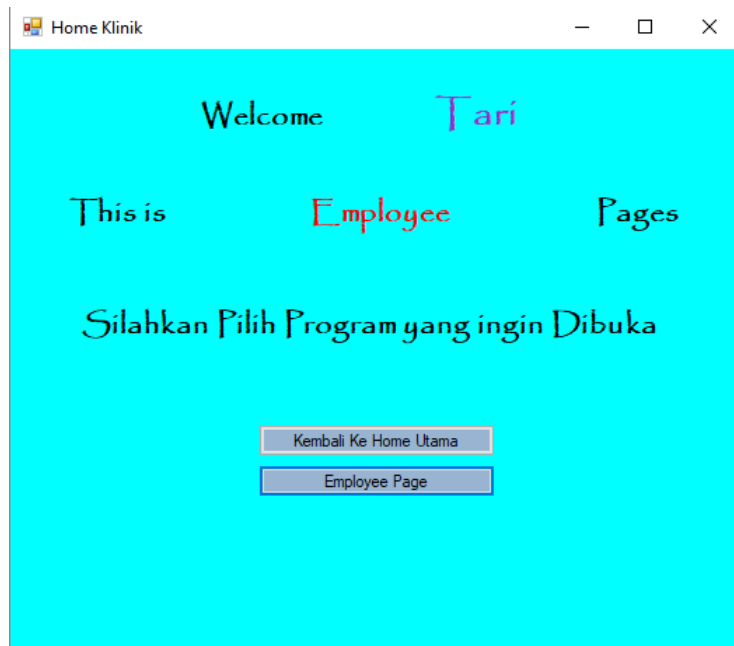 Home Klinik
Welcome Tari
This is Employee Pages
Silahkan Pilih Program yang ingin Dibuka
Kembali Ke Home Utama
Employee Page